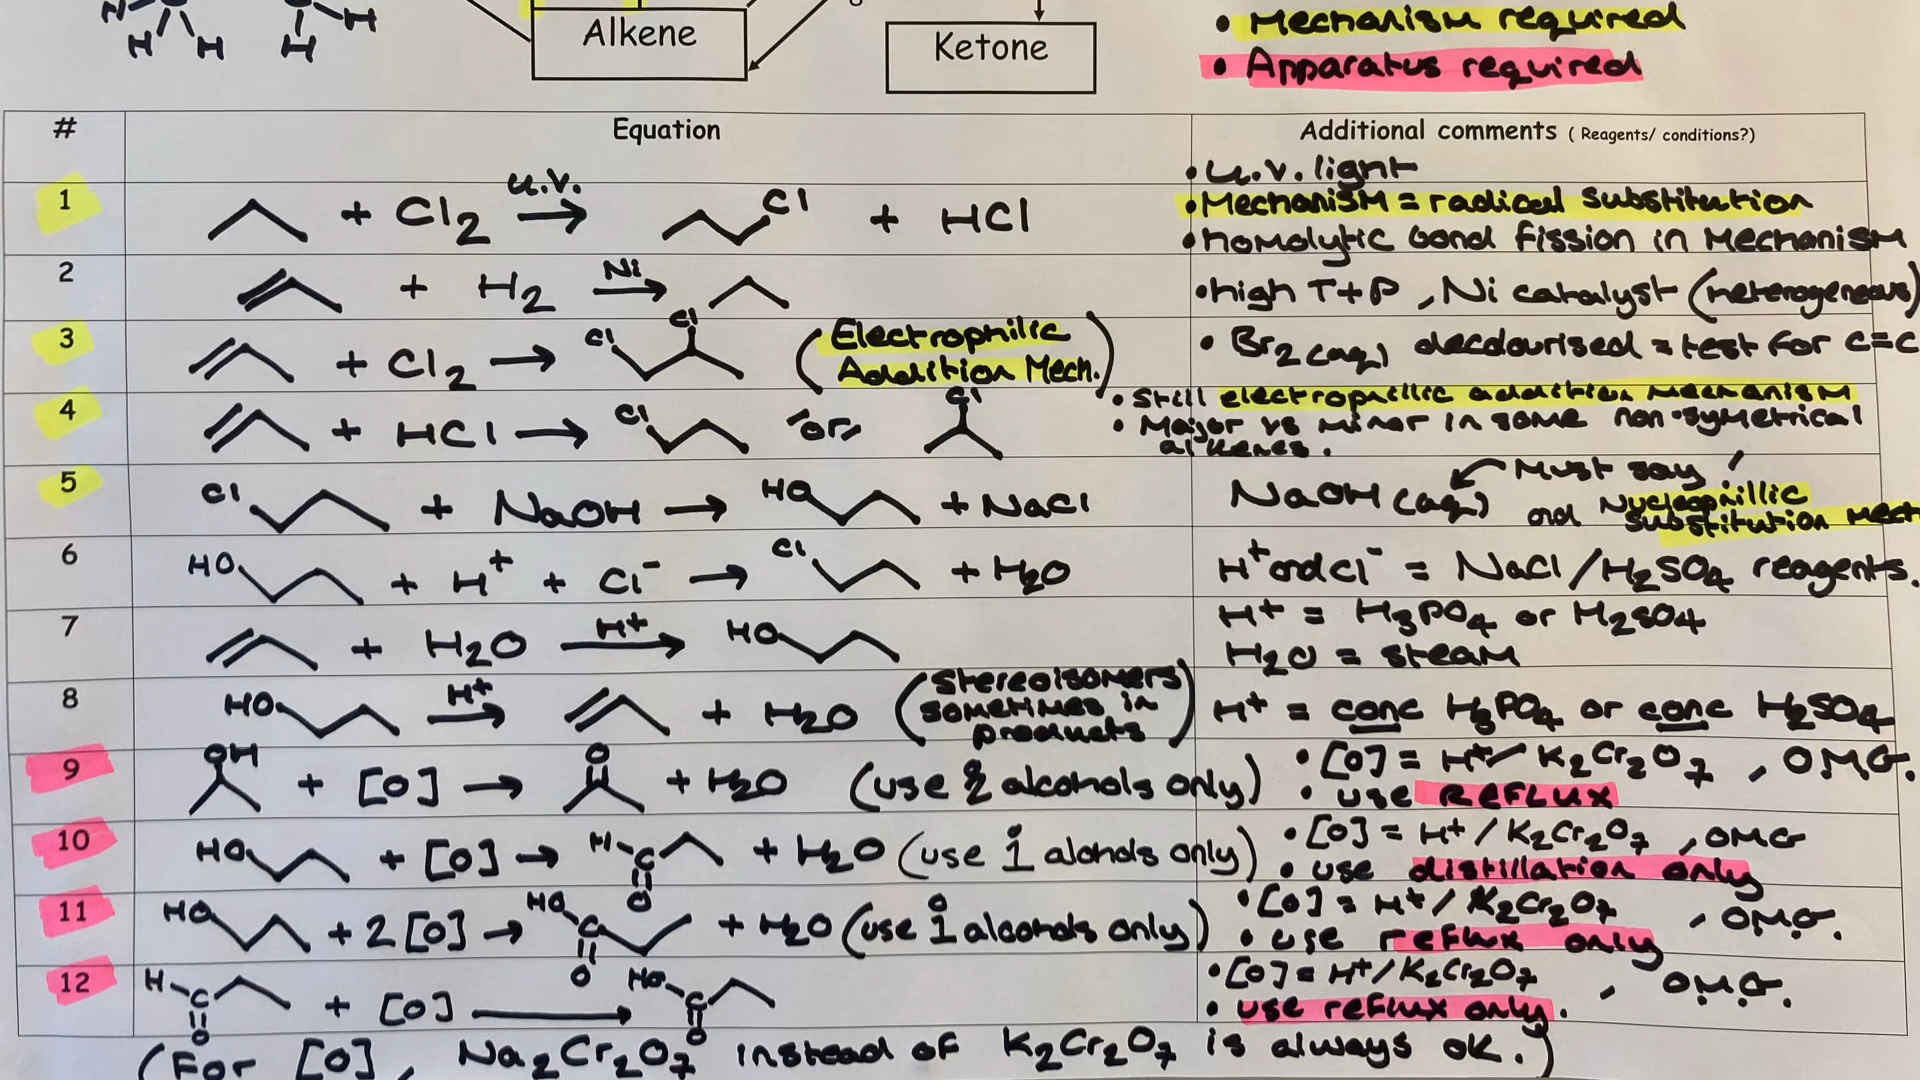 H H H H H
Alkene
Ketone
• Mechanism required
• Apparatus required
# Equation Additional comments ( Reagents/ conditions?)
• u.v. light
1 + Cl2 u.v. → Cl + HCl
• Mechanism = radical substitution
• homolytic bond fission in mechanism
2 + H2 Ni →
• high T+P, Ni catalyst (heterogeneous)
3 + Cl2 → Cl Cl (Electrophilic Addition Mech.)
• Br2 (aq) decolourised = test for C=C
4 + HCl → Cl "or" Cl
• Still electrophillic addition mechanism
• Major vs minor in some non-symetrical
alkenes.
5 Cl + NaOH → HO + NaCl
Must say!
NaOH (aq) and Nucleophillic
substitution mech
6 HO + H+ + Cl- → Cl + H2O
H+ and Cl- = NaCl/H2SO4 reagents.
7 + H2O H+ → HO
H+ = H3PO4 or H2SO4
H2O = steam
8 HO H+ → + H2O (Stereoisomers sometimes in products)
H+ = conc H3PO4 or conc H2SO4
9 OH + [O] → O + H2O (use 2° alcohols only)
• [O] = H+/K2Cr2O7, O.M.G.
• use REFLUX
10 HO + [O] → H-C O + H2O (use 1° alcohols only)
• [O] = H+/K2Cr2O7, OMG
• use distillation only
11 HO + 2[O] → HO C O + H2O (use 1° alcohols only)
• [O] = H+/K2Cr2O7, O.M.G.
• use reflux only
12 H-C O + [O] → HO C O
• [O] = H+/K2Cr2O7, O.M.G.
• use reflux only.
(For [O], Na2Cr2O7 instead of K2Cr2O7 is always ok.)